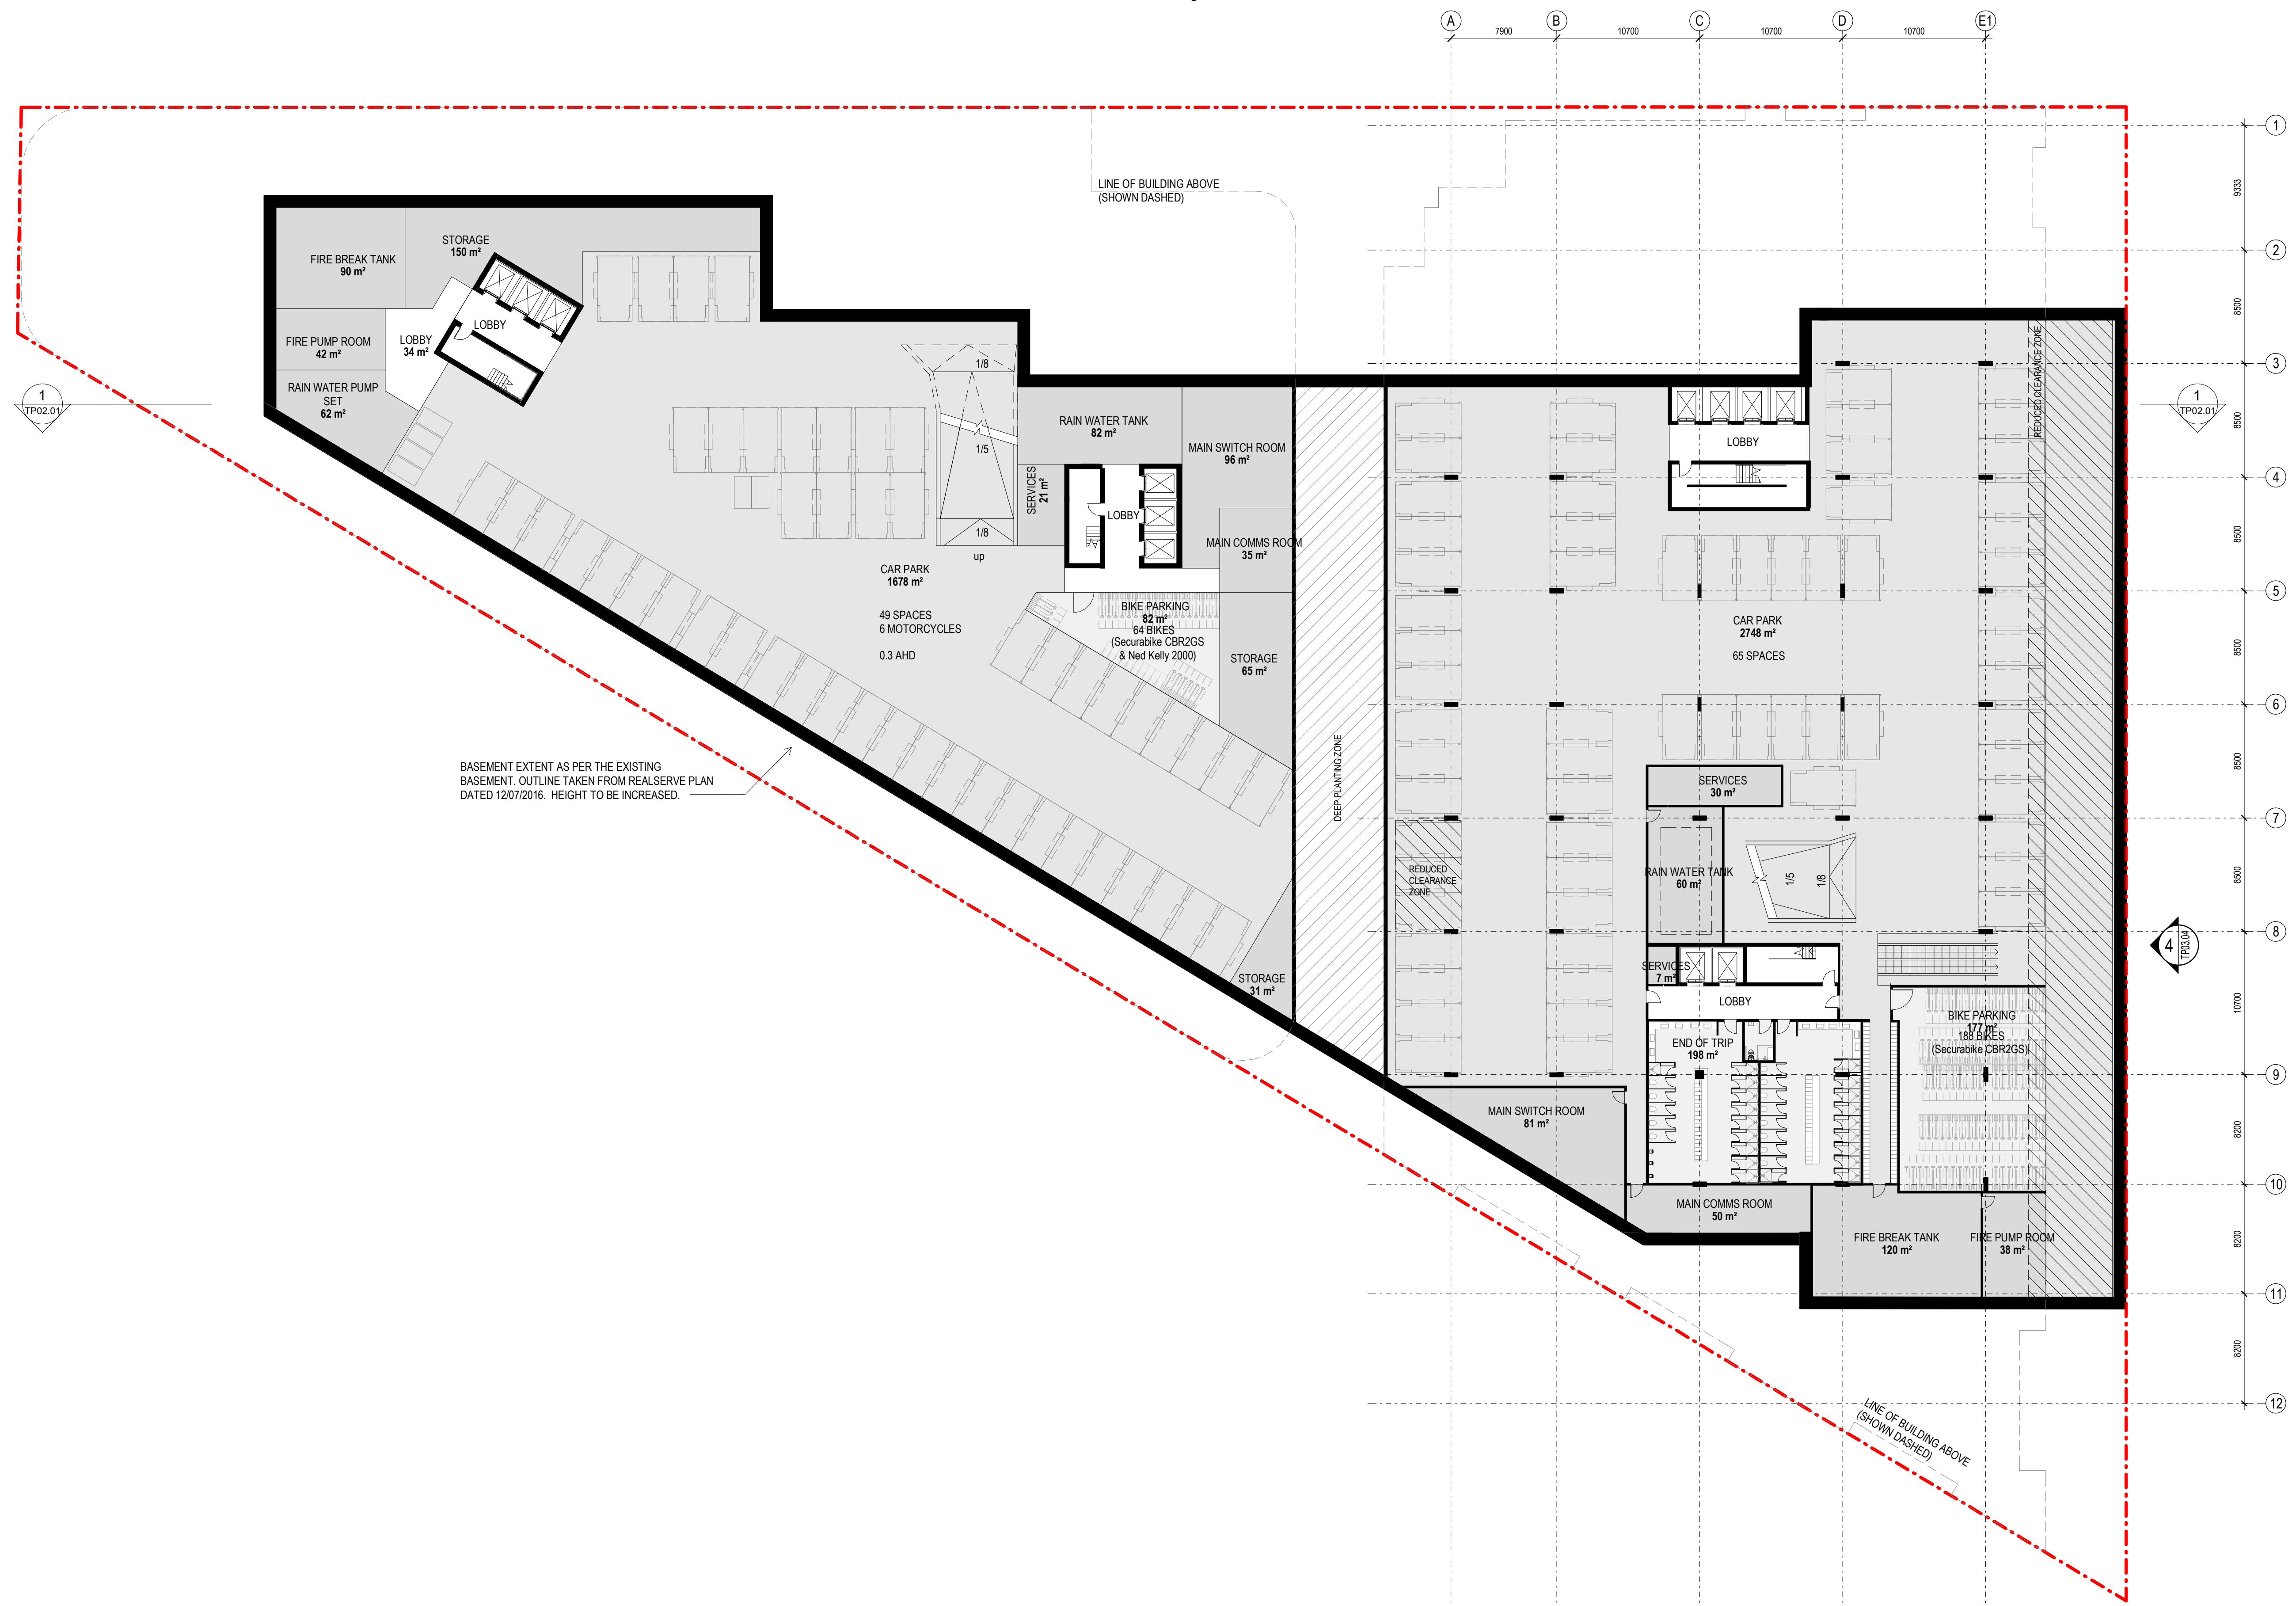 A
B
C
D
E1
7900
10700
10700
10700
1
2
3
4
5
6
7
8
9
10
11
12
9333
8500
8500
8500
8500
8500
8500
10700
8200
8200
8200
LINE OF BUILDING ABOVE
(SHOWN DASHED)
STORAGE
150 m²
FIRE BREAK TANK
90 m²
FIRE PUMP ROOM
42 m²
LOBBY
34 m²
LOBBY
RAIN WATER PUMP
SET
62 m²
1
TP02.01
1/8
1/5
1/8
up
RAIN WATER TANK
82 m²
MAIN SWITCH ROOM
96 m²
SERVICES
21 m²
LOBBY
MAIN COMMS ROOM
35 m²
CAR PARK
1678 m²
49 SPACES
6 MOTORCYCLES
0.3 AHD
BIKE PARKING
82 m²
64 BIKES
(Securabike CBR2GS
& Ned Kelly 2000)
STORAGE
65 m²
BASEMENT EXTENT AS PER THE EXISTING
BASEMENT. OUTLINE TAKEN FROM REALSERVE PLAN
DATED 12/07/2016. HEIGHT TO BE INCREASED.
STORAGE
31 m²
DEEP PLANTING ZONE
LOBBY
REDUCED CLEARANCE ZONE
1
TP02.01
CAR PARK
2748 m²
65 SPACES
SERVICES
30 m²
REDUCED
CLEARANCE
ZONE
RAIN WATER TANK
60 m²
1/5
1/8
SERVICES
7 m²
LOBBY
4
TP03.04
END OF TRIP
198 m²
BIKE PARKING
177 m²
188 BIKES
(Securabike CBR2GS)
MAIN SWITCH ROOM
81 m²
MAIN COMMS ROOM
50 m²
FIRE BREAK TANK
120 m²
FIRE PUMP ROOM
38 m²
LINE OF BUILDING ABOVE
(SHOWN DASHED)